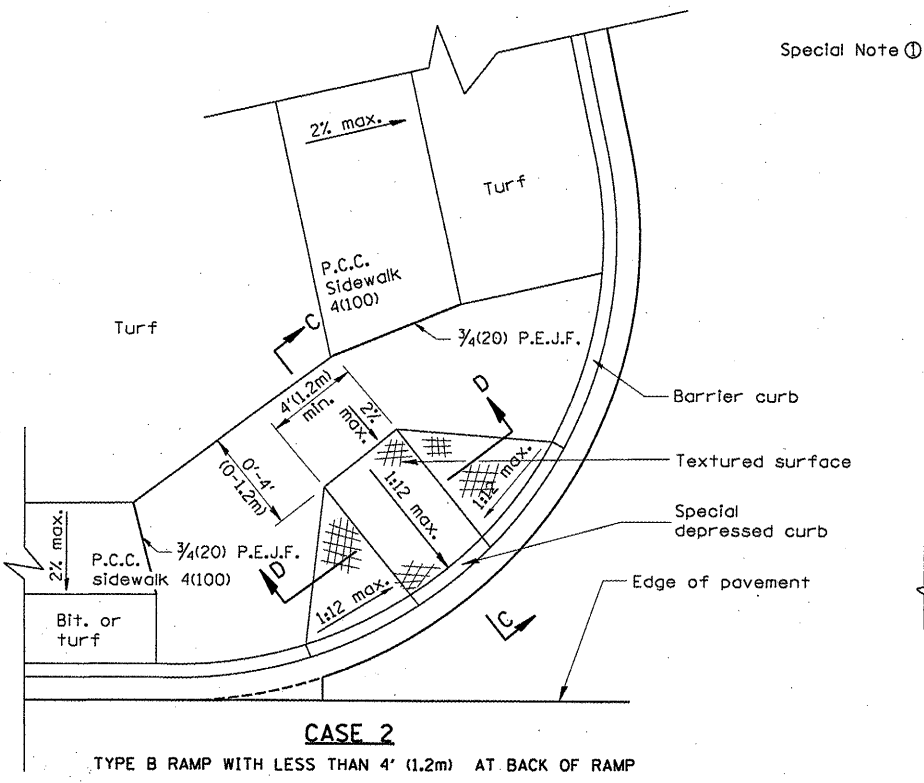 Special Note ①
2% max.
Turf
P.C.C.
Sidewalk
4(100)
Turf
C
3/4(20) P.E.J.F.
Barrier curb
4'(1.2m)
min.
2%
max.
D
0'-4'
(0-1.2m)
Textured surface
1:12
max.
1:12 max.
Special
depressed curb
2% max.
P.C.C.
sidewalk 4(100)
3/4(20) P.E.J.F.
D
1:12 max.
Edge of pavement
Bit. or
turf
C
CASE 2
TYPE B RAMP WITH LESS THAN 4' (1.2m) AT BACK OF RAMP